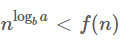 n^{\log_b a} < f(n)